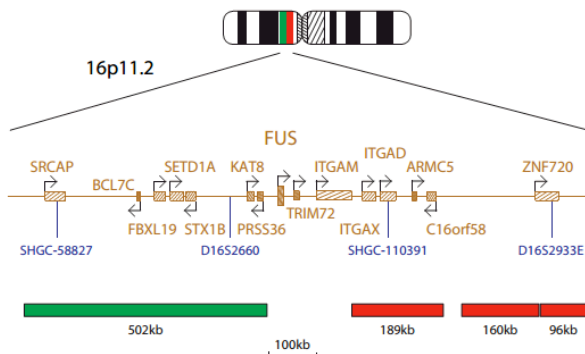 16p11.2
FUS
ITGAD
SRCAP SETD1A KAT8 ITGAM ARMC5 ZNF720
BCL7C
TRIM72
FBXL19 STX1B PRSS36 ITGAX C16orf58
SHGC-58827 D16S2660 SHGC-110391 D16S2933E
502kb 189kb 160kb 96kb
100kb